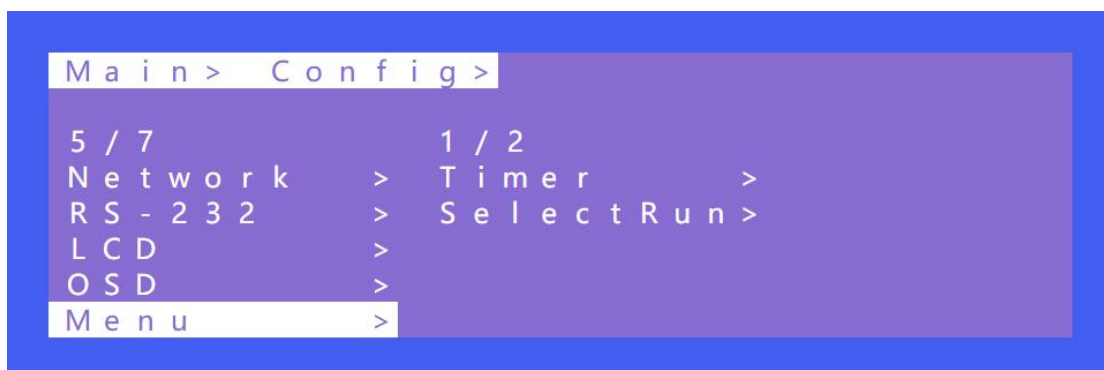 Main> Config>
5/7 1/2
Network > Timer >
RS-232 > SelectRun>
LCD >
OSD >
Menu >